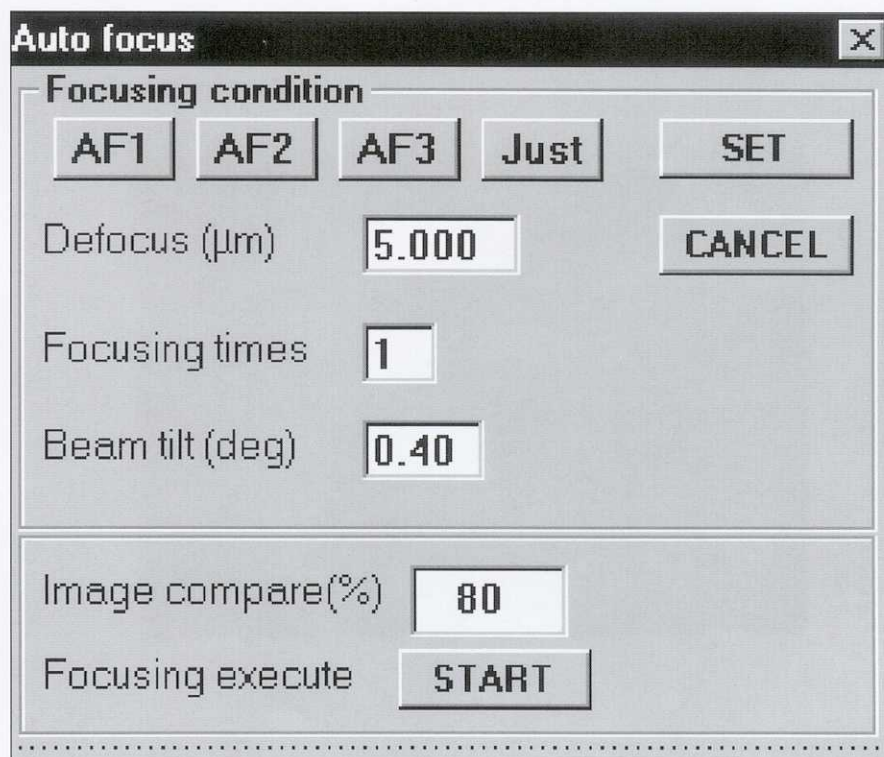 Auto focus
Focusing condition
AF1 AF2 AF3 Just SET
Defocus (μm) 5.000 CANCEL
Focusing times 1
Beam tilt (deg) 0.40
Image compare(%) 80
Focusing execute START